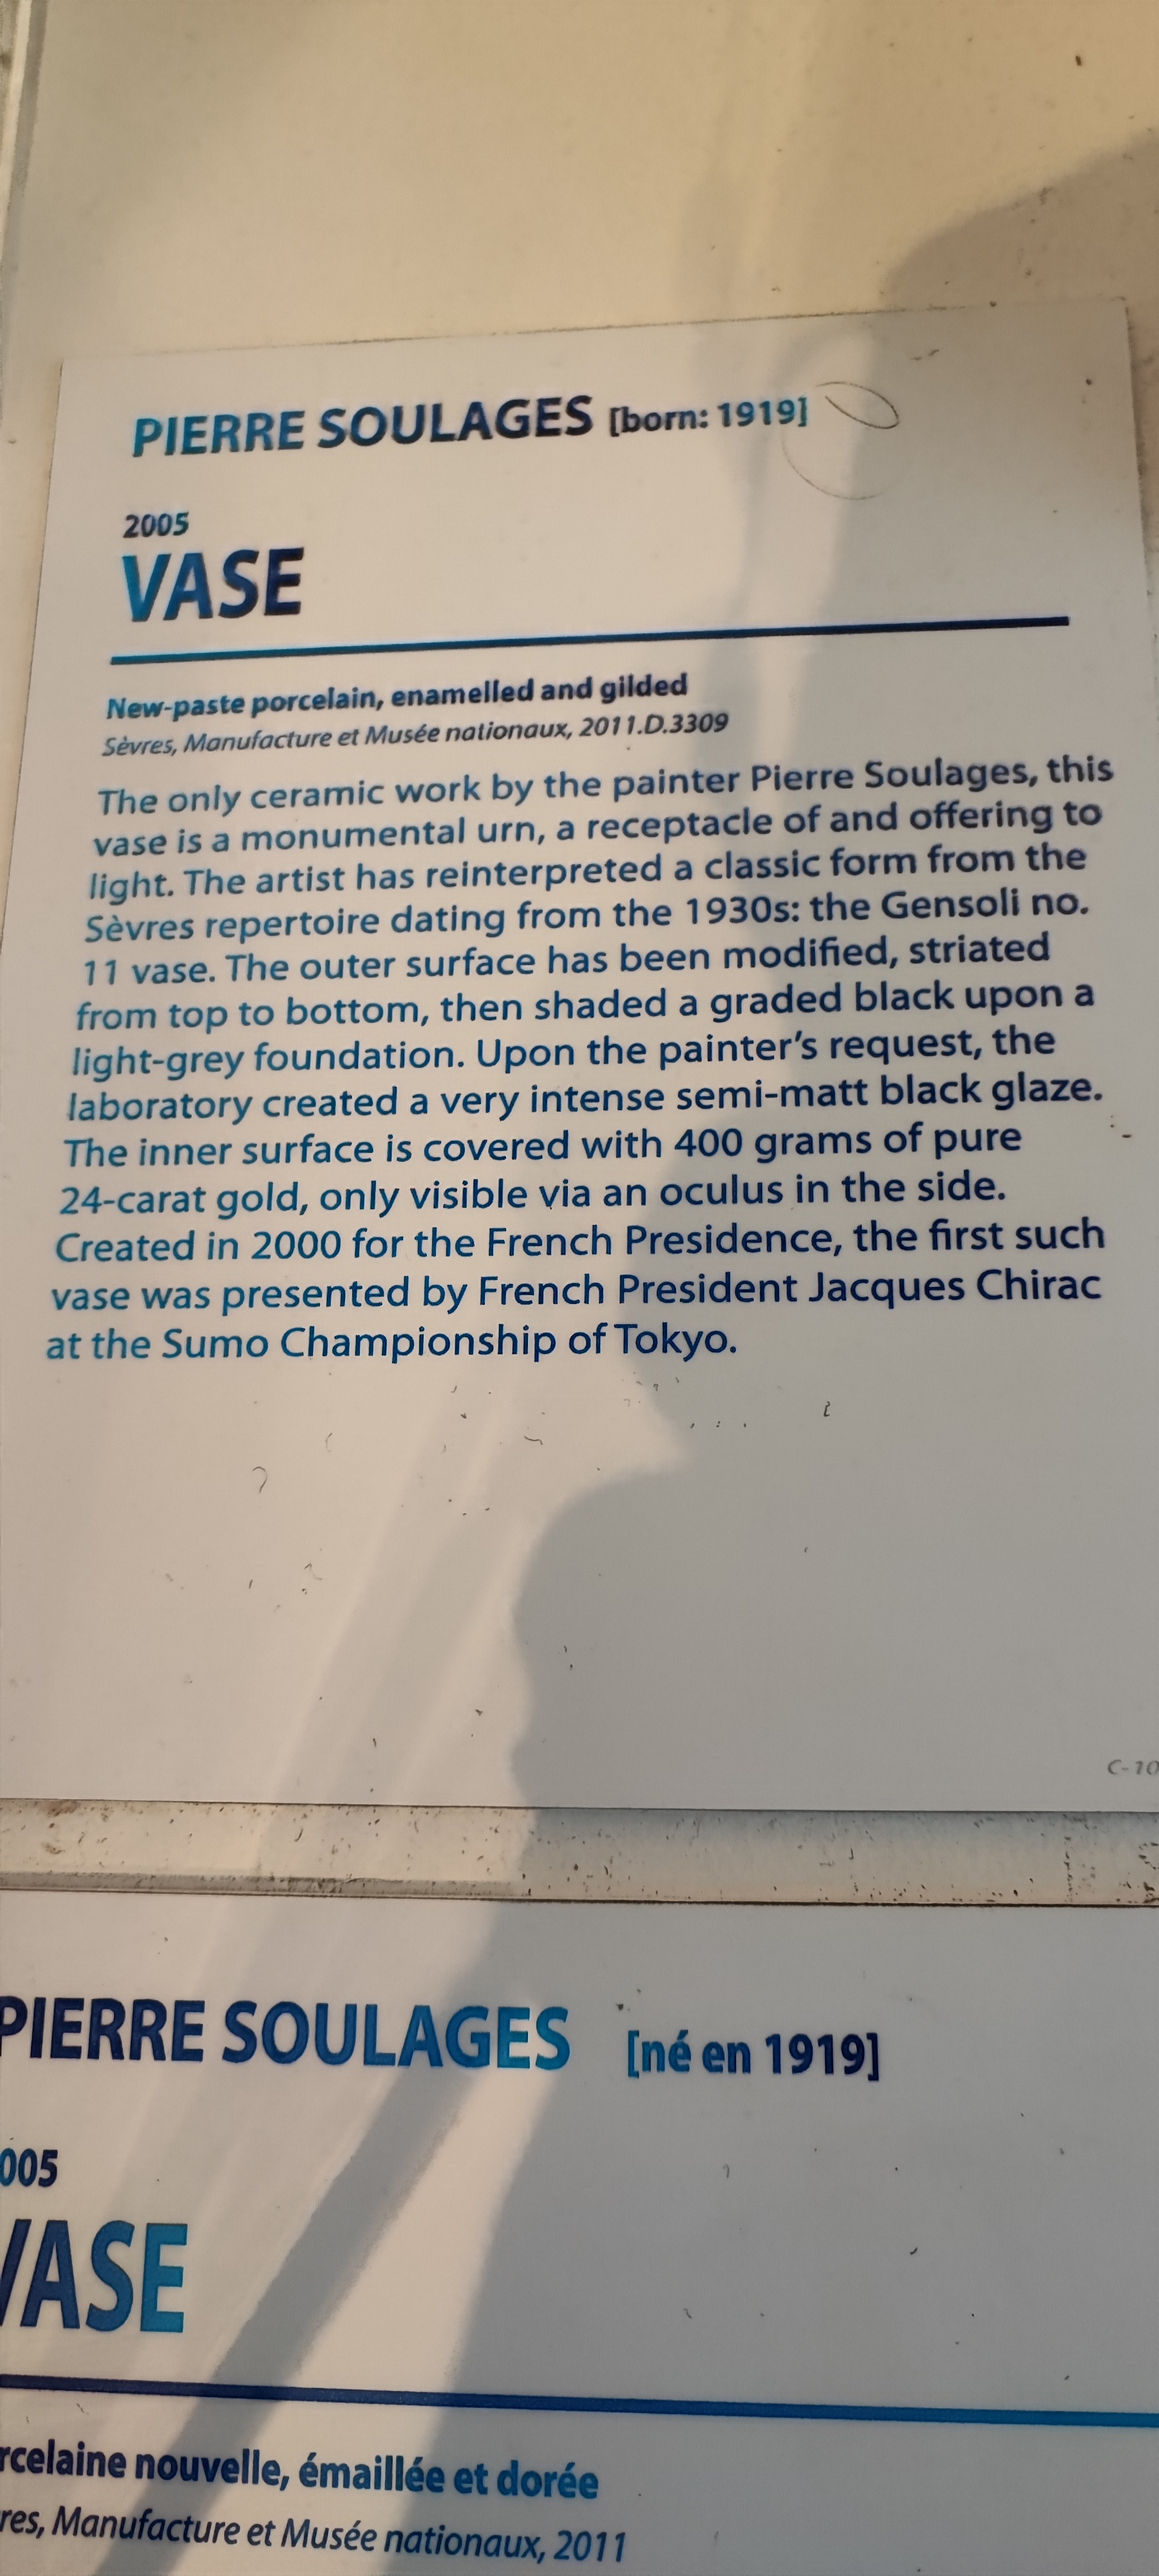 PIERRE SOULAGES [born: 1919]
2005
VASE
New-paste porcelain, enamelled and gilded
Sèvres, Manufacture et Musée nationaux, 2011.D.3309
The only ceramic work by the painter Pierre Soulages, this
vase is a monumental urn, a receptacle of and offering to
light. The artist has reinterpreted a classic form from the
Sèvres repertoire dating from the 1930s: the Gensoli no.
11 vase. The outer surface has been modified, striated
from top to bottom, then shaded a graded black upon a
light-grey foundation. Upon the painter's request, the
laboratory created a very intense semi-matt black glaze.
The inner surface is covered with 400 grams of pure
24-carat gold, only visible via an oculus in the side.
Created in 2000 for the French Presidence, the first such
vase was presented by French President Jacques Chirac
at the Sumo Championship of Tokyo.
C-10
PIERRE SOULAGES [né en 1919]
005
VASE
rcelaine nouvelle, émaillée et dorée
res, Manufacture et Musée nationaux, 2011